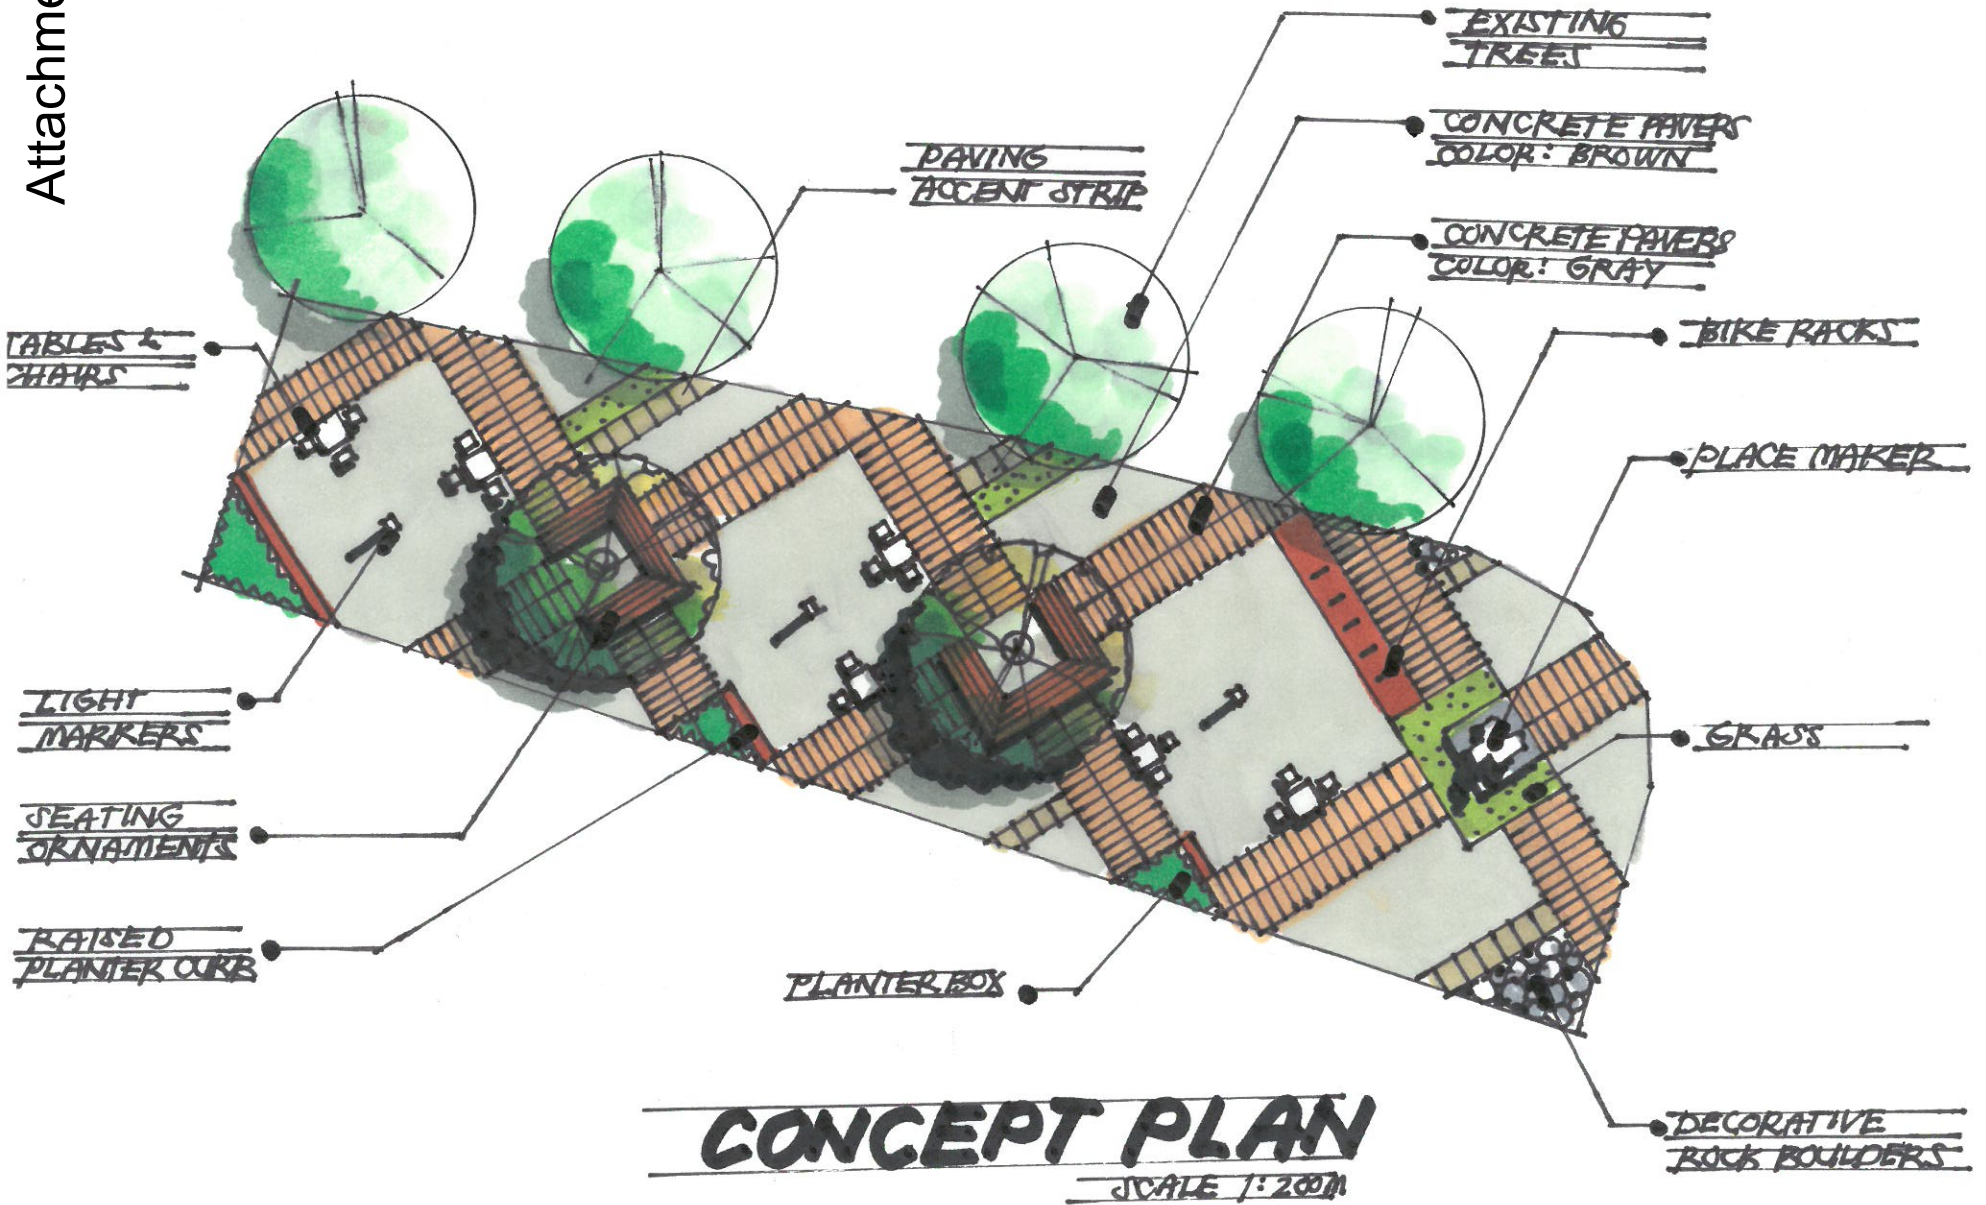 Attachme
EXISTING
TREES
CONCRETE PAVERS
COLOR: BROWN
PAVING
ACCENT STRIP
CONCRETE PAVERS
COLOR: GRAY
BIKE RACKS
TABLES &
CHAIRS
PLACE MAKER
LIGHT
MARKERS
GRASS
SEATING
ORNAMENTS
RAISED
PLANTER CURB
PLANTER BOX
DECORATIVE
ROCK BOULDERS
CONCEPT PLAN
SCALE 1:200M